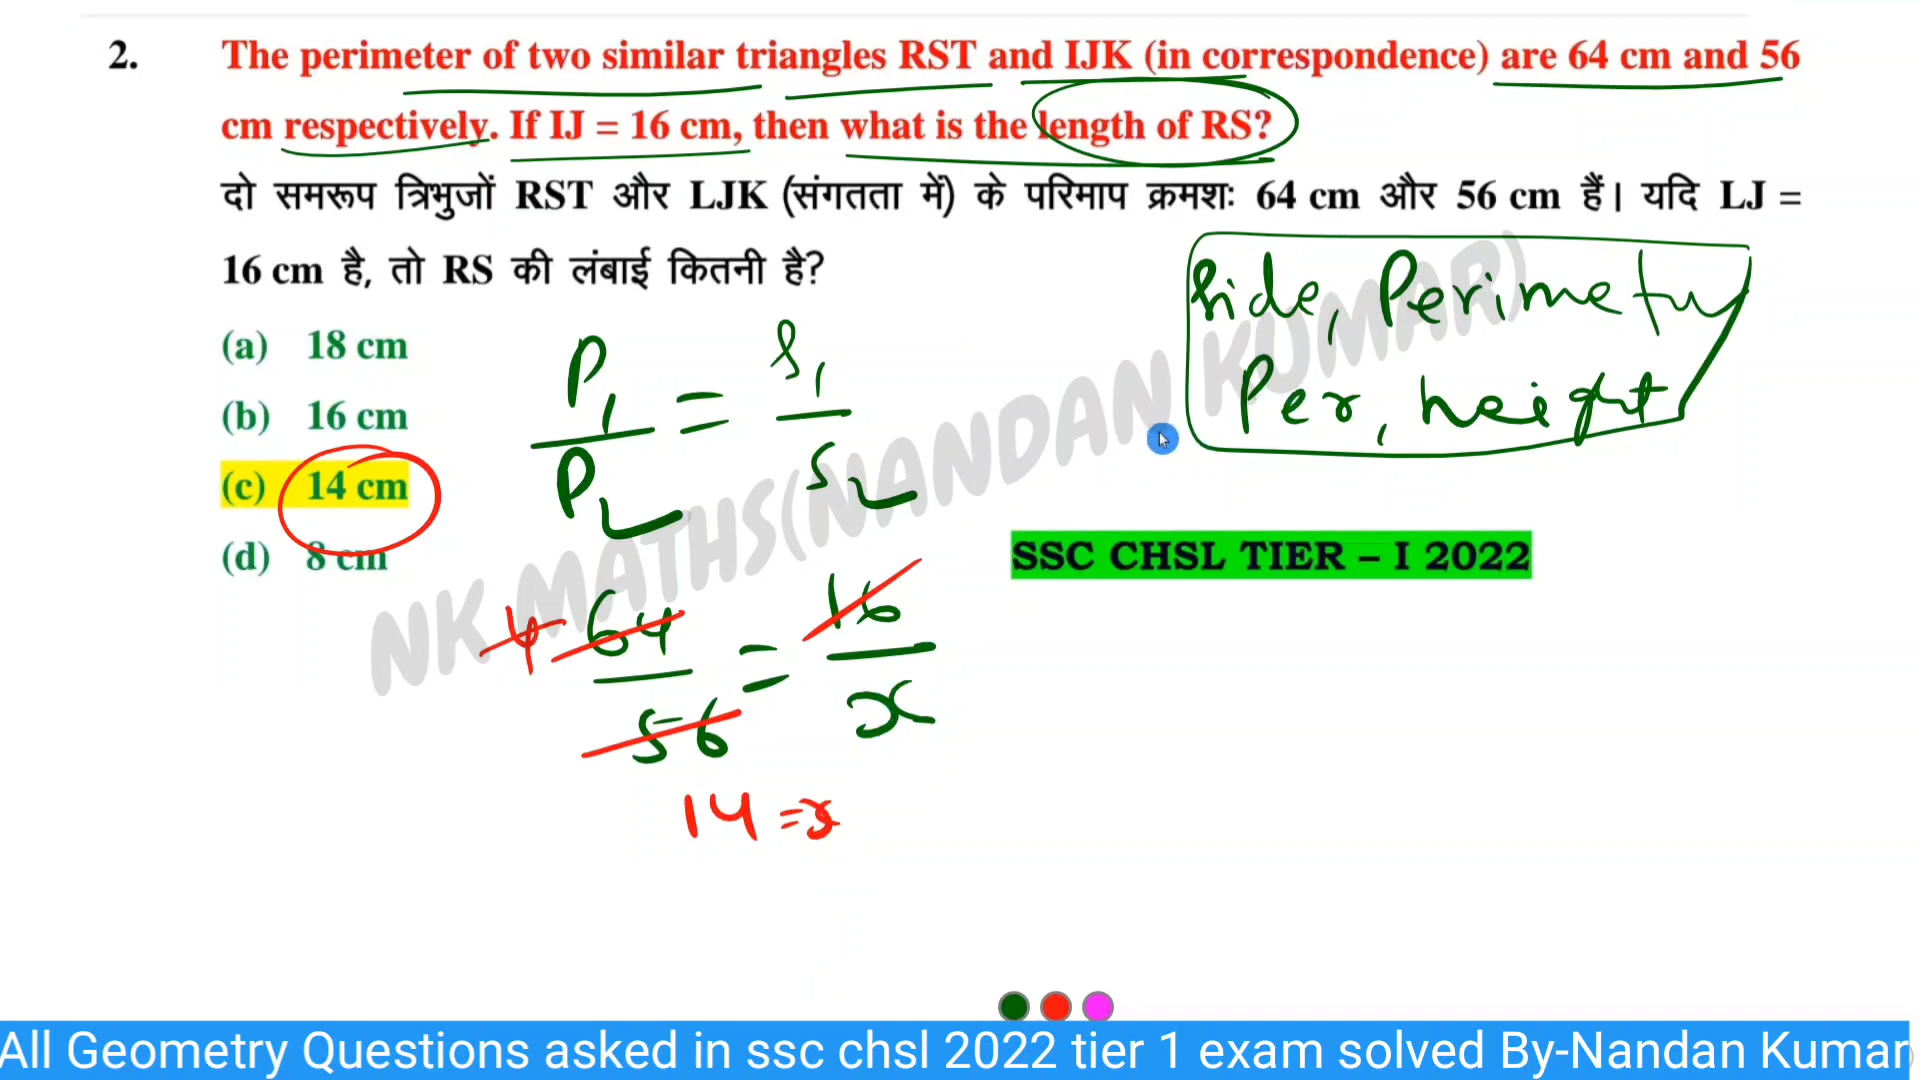 2. The perimeter of two similar triangles RST and IJK (in correspondence) are 64 cm and 56
cm respectively. If IJ = 16 cm, then what is the length of RS?
दो समरूप त्रिभुजों RST और LJK (संगतता में) के परिमाप क्रमशः 64 cm और 56 cm हैं। यदि LJ =
16 cm है, तो RS की लंबाई कितनी है?
Side, Perimeter
Per, height
(a) 18 cm
(b) 16 cm
(c) 14 cm
(d) 8 cm
P1/P2 = S1/S2
SSC CHSL TIER – I 2022
4 64/56 = 16/x
14 = x
NK MATHS(NANDAN KUMAR)
All Geometry Questions asked in ssc chsl 2022 tier 1 exam solved By-Nandan Kumar